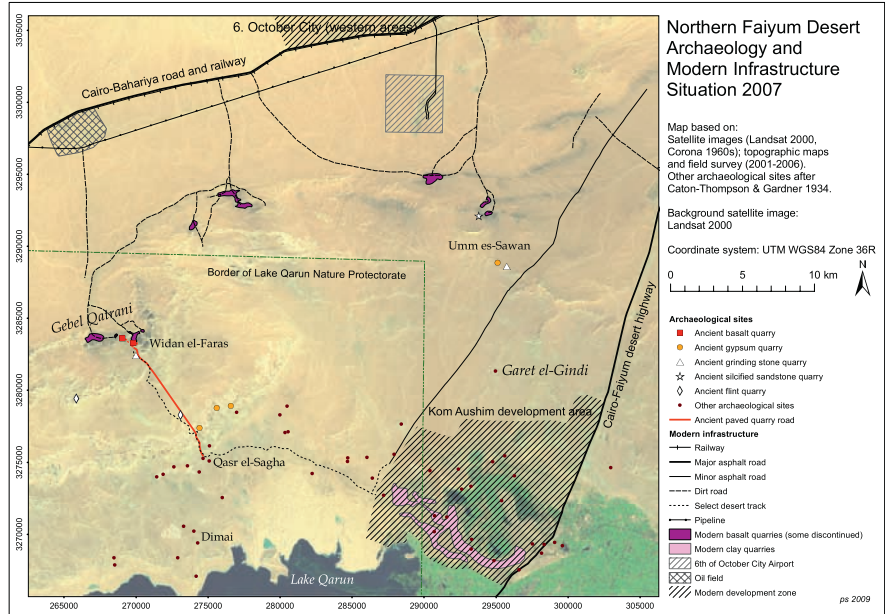 Northern Faiyum Desert
Archaeology and
Modern Infrastructure
Situation 2007
Map based on:
Satellite images (Landsat 2000,
Corona 1960s); topographic maps
and field survey (2001-2006).
Other archaeological sites after
Caton-Thompson & Gardner 1934.
Background satellite image:
Landsat 2000
Coordinate system: UTM WGS84 Zone 36R
N
0 5 10 km
Archaeological sites
Ancient basalt quarry
Ancient gypsum quarry
Ancient grinding stone quarry
Ancient silcified sandstone quarry
Ancient flint quarry
Other archaeological sites
Ancient paved quarry road
Modern infrastructure
Railway
Major asphalt road
Minor asphalt road
Dirt road
Select desert track
Pipeline
Modern basalt quarries (some discontinued)
Modern clay quarries
6th of October City Airport
Oil field
Modern development zone
ps 2009
6. October City (western areas)
Cairo-Bahariya road and railway
Umm es-Sawan
Border of Lake Qarun Nature Protectorate
Gebel Qatrani
Widan el-Faras
Garet el-Gindi
Cairo-Faiyum desert highway
Kom Aushim development area
Qasr el-Sagha
Dimai
Lake Qarun
3305000
3300000
3295000
3290000
3285000
3280000
3275000
3270000
265000 270000 275000 280000 285000 290000 295000 300000 305000